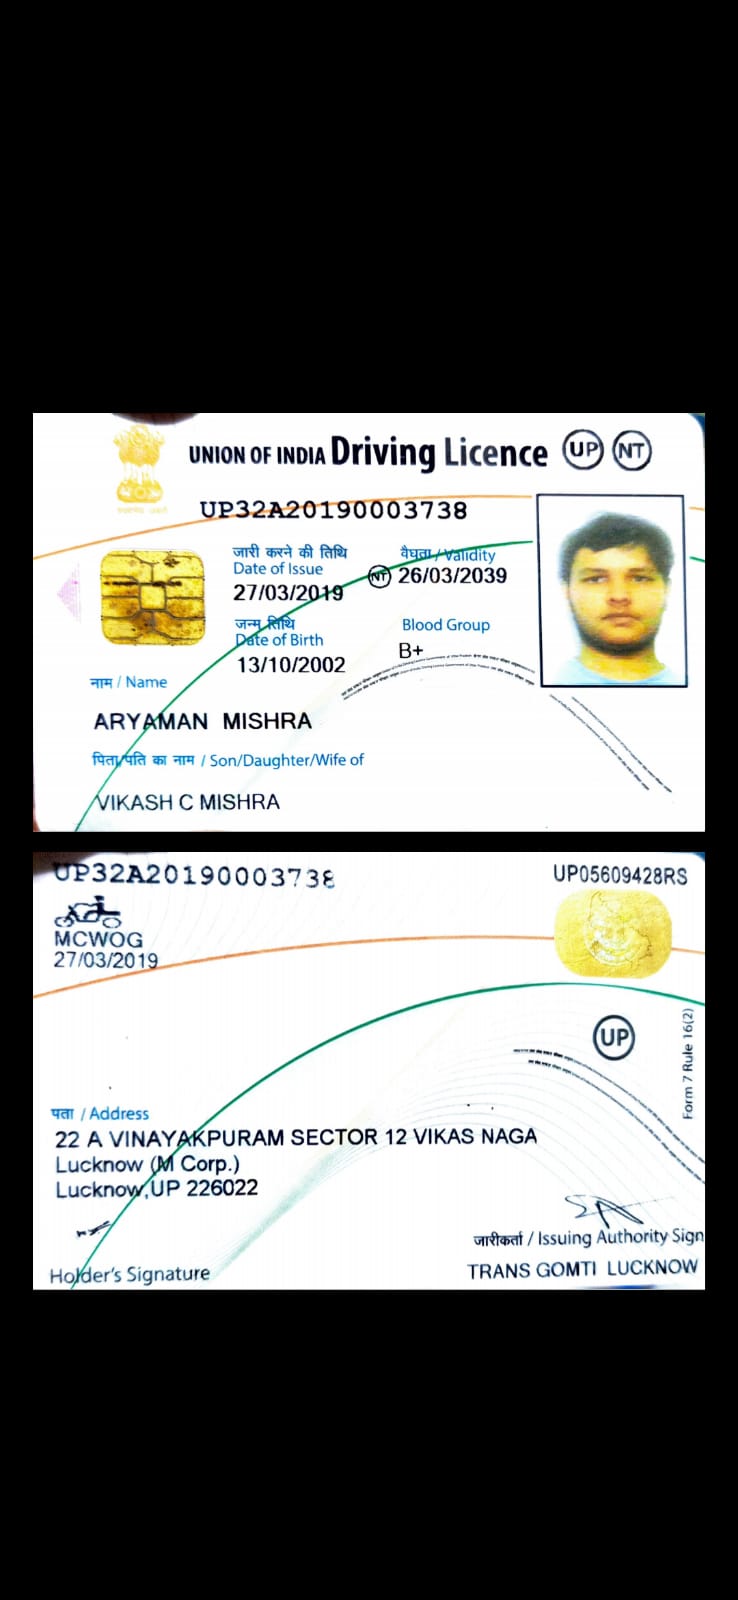 UNION OF INDIA Driving Licence UP NT
UP32A20190003738
जारी करने की तिथि
Date of Issue
27/03/2019
वैधता / Validity
NT 26/03/2039
जन्म तिथि
Date of Birth
13/10/2002
Blood Group
B+
नाम / Name
ARYAMAN MISHRA
पिता/पति का नाम / Son/Daughter/Wife of
VIKASH C MISHRA
UP32A20190003738
UP05609428RS
MCWOG
27/03/2019
UP
Form 7 Rule 16(2)
पता / Address
22 A VINAYAKPURAM SECTOR 12 VIKAS NAGA
Lucknow (M Corp.)
Lucknow,UP 226022
जारीकर्ता / Issuing Authority Sign
Holder's Signature
TRANS GOMTI LUCKNOW